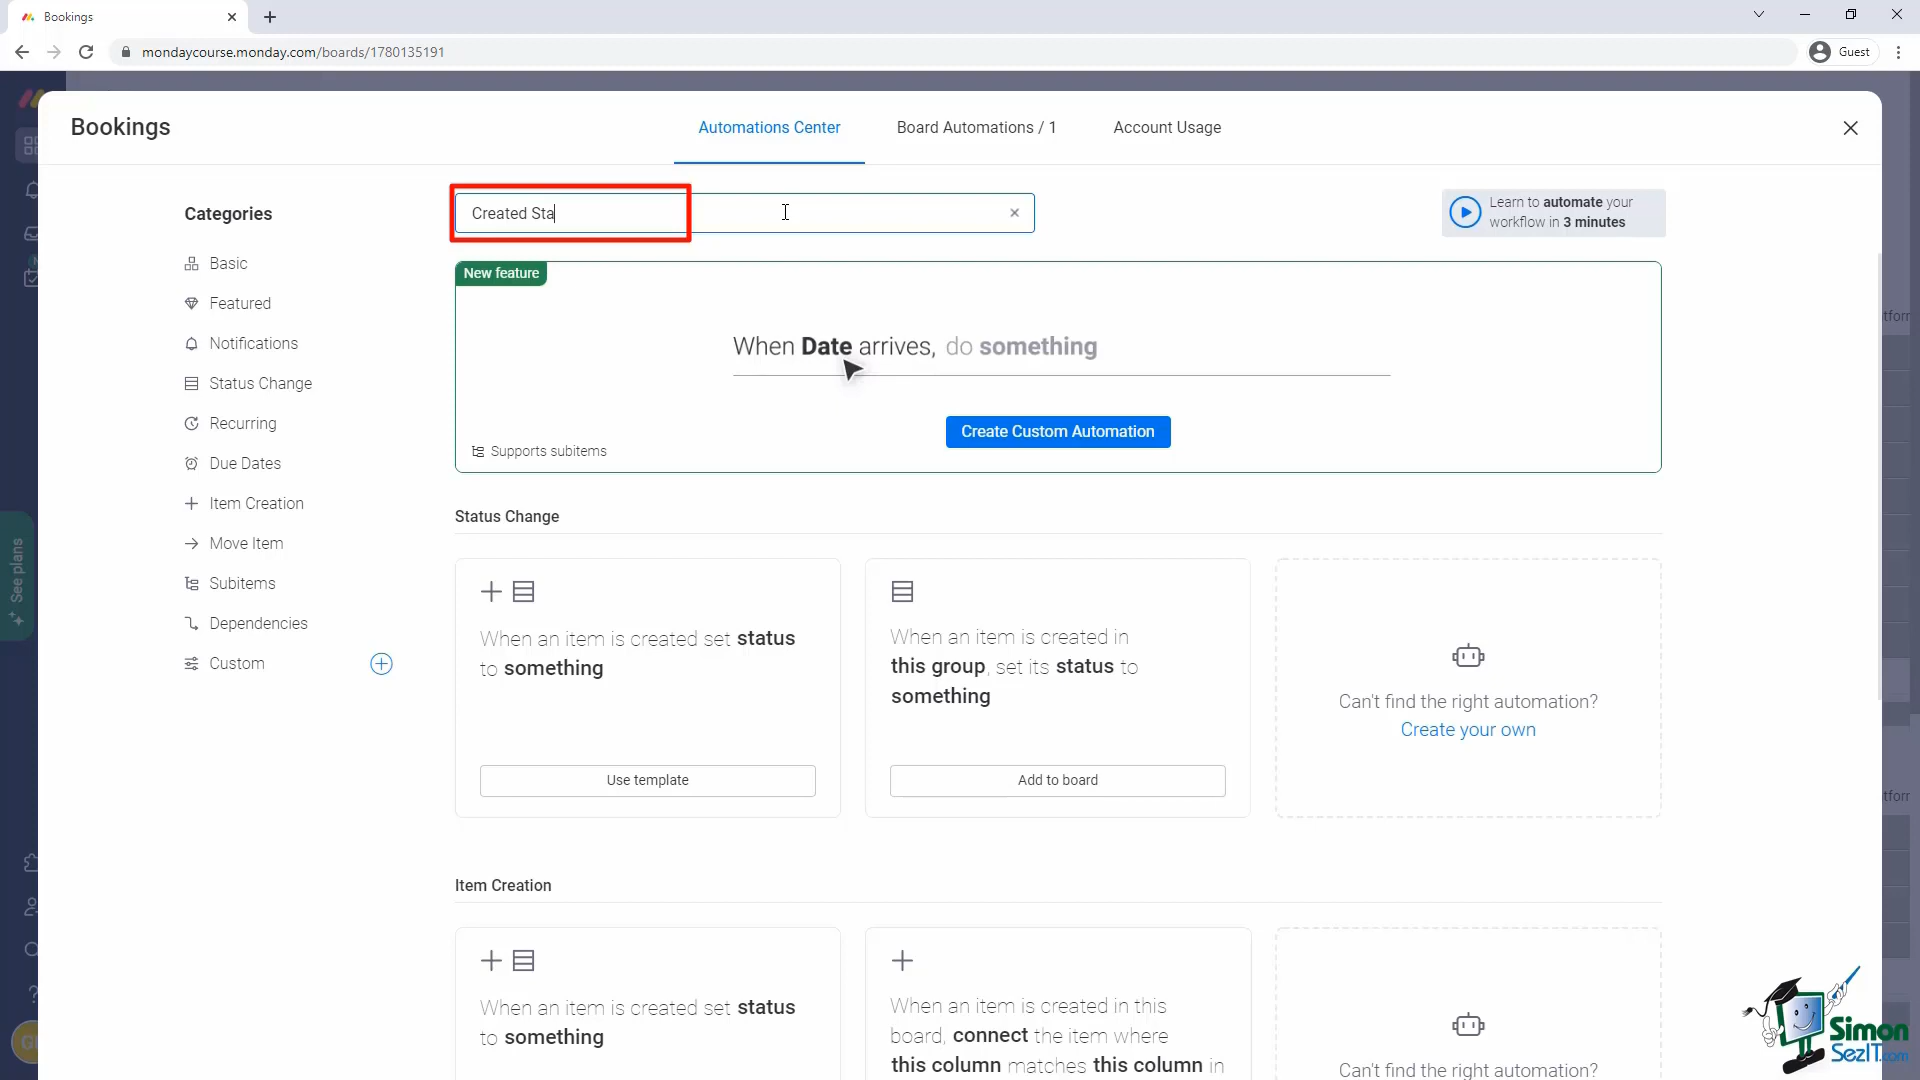 Bookings
mondaycourse.monday.com/boards/1780135191
Guest
Bookings
Automations Center
Board Automations / 1
Account Usage
Categories
Basic
Featured
Notifications
Status Change
Recurring
Due Dates
Item Creation
Move Item
Subitems
Dependencies
Custom
See plans
Created Sta
Learn to automate your
workflow in 3 minutes
New feature
When Date arrives, do something
Create Custom Automation
Supports subitems
Status Change
When an item is created set status
to something
Use template
When an item is created in
this group, set its status to
something
Add to board
Can't find the right automation?
Create your own
Item Creation
When an item is created set status
to something
When an item is created in this
board, connect the item where
this column matches this column in
Can't find the right automation?
Simon
SezIT.com